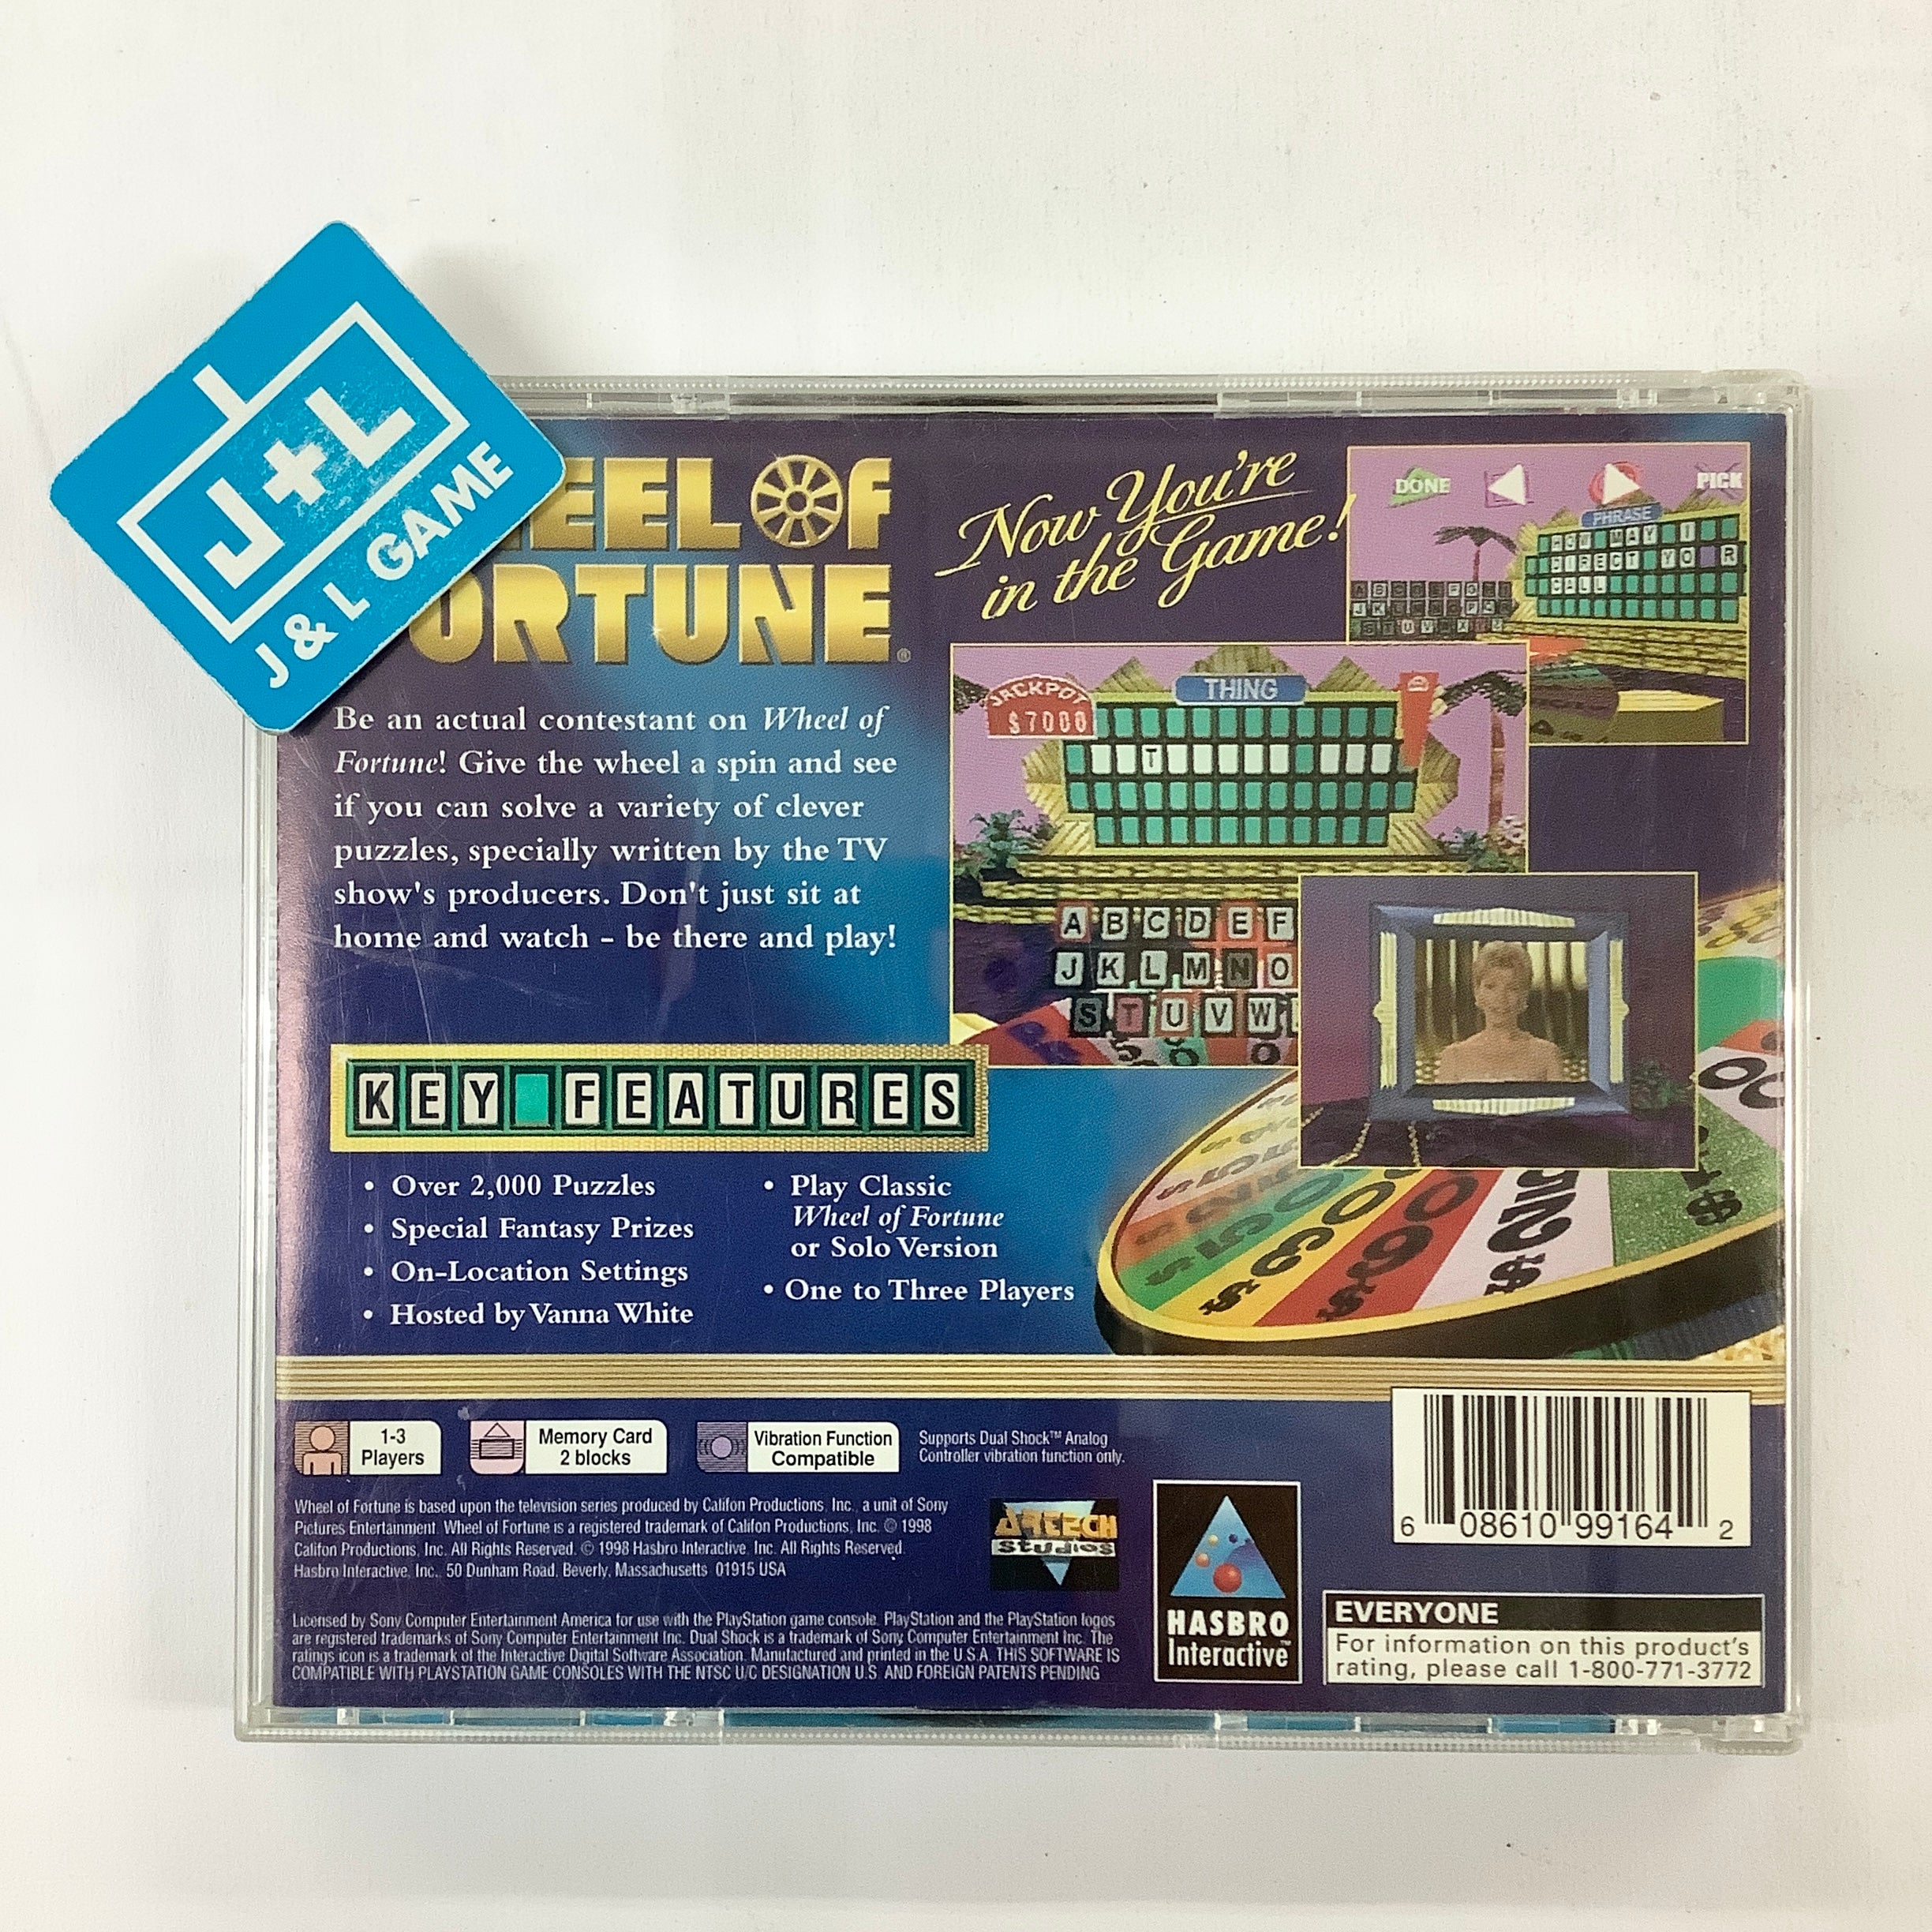 J+L
J & L GAME
EEL OF
ORTUNE®
Now You're
in the Game!
DONE
PICK
PHRASE
HOW MAY I
DIRECT YO R
CALL
JACKPOT
$7000
THING
T
A B C D E F
J K L M N O
S T U V W
Be an actual contestant on Wheel of
Fortune! Give the wheel a spin and see
if you can solve a variety of clever
puzzles, specially written by the TV
show's producers. Don't just sit at
home and watch - be there and play!
KEY FEATURES
• Over 2,000 Puzzles
• Special Fantasy Prizes
• On-Location Settings
• Hosted by Vanna White
• Play Classic
Wheel of Fortune
or Solo Version
• One to Three Players
$300
$900
1-3
Players
Memory Card
2 blocks
Vibration Function
Compatible
Supports Dual Shock™ Analog
Controller vibration function only.
Wheel of Fortune is based upon the television series produced by Califon Productions, Inc., a unit of Sony
Pictures Entertainment. Wheel of Fortune is a registered trademark of Califon Productions, Inc. © 1998
Califon Productions, Inc. All Rights Reserved. © 1998 Hasbro Interactive, Inc. All Rights Reserved.
Hasbro Interactive, Inc., 50 Dunham Road, Beverly, Massachusetts 01915 USA
Licensed by Sony Computer Entertainment America for use with the PlayStation game console. PlayStation and the PlayStation logos
are registered trademarks of Sony Computer Entertainment Inc. Dual Shock is a trademark of Sony Computer Entertainment Inc. The
ratings icon is a trademark of the Interactive Digital Software Association. Manufactured and printed in the U.S.A. THIS SOFTWARE IS
COMPATIBLE WITH PLAYSTATION GAME CONSOLES WITH THE NTSC U/C DESIGNATION U.S. AND FOREIGN PATENTS PENDING
ARTECH
STUDIOS
HASBRO
Interactive™
6 08610 99164 2
EVERYONE
For information on this product's
rating, please call 1-800-771-3772